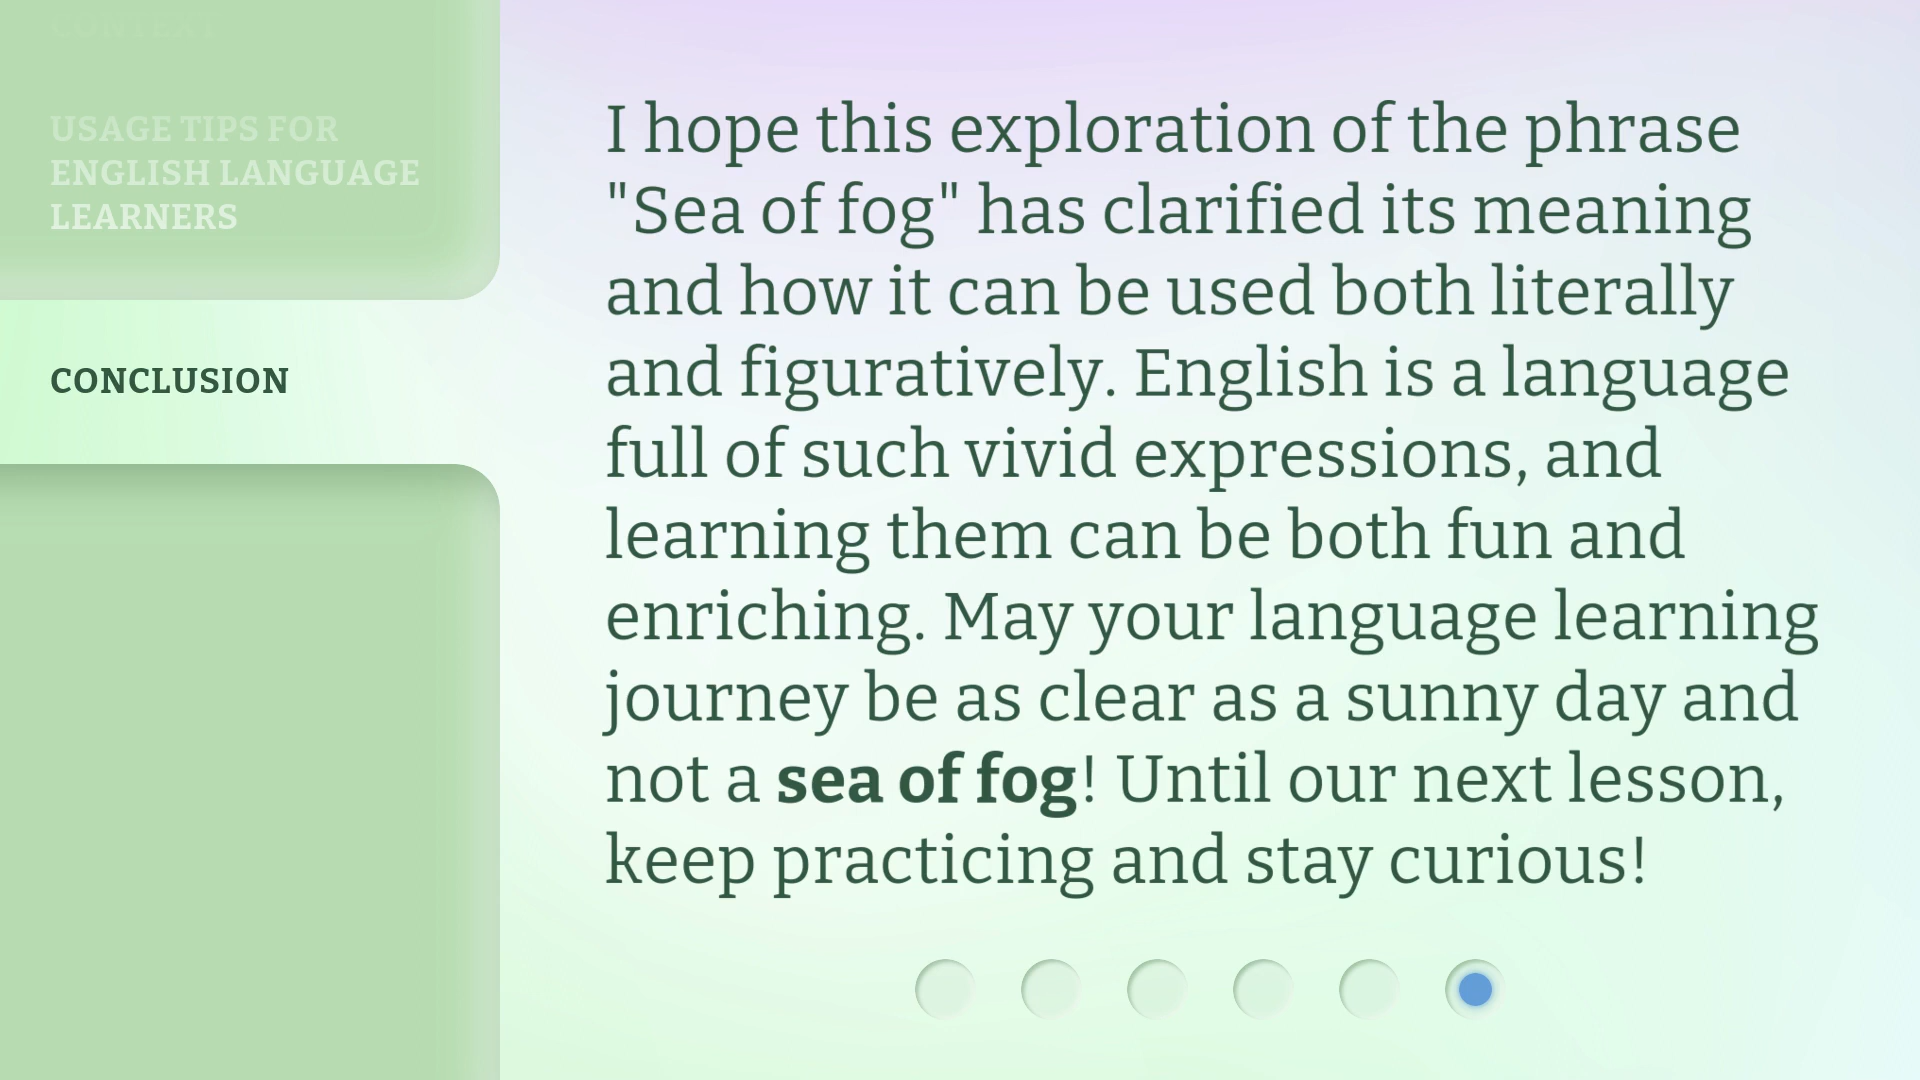 CONTEXT
USAGE TIPS FOR
ENGLISH LANGUAGE
LEARNERS
CONCLUSION
I hope this exploration of the phrase
"Sea of fog" has clarified its meaning
and how it can be used both literally
and figuratively. English is a language
full of such vivid expressions, and
learning them can be both fun and
enriching. May your language learning
journey be as clear as a sunny day and
not a sea of fog! Until our next lesson,
keep practicing and stay curious!